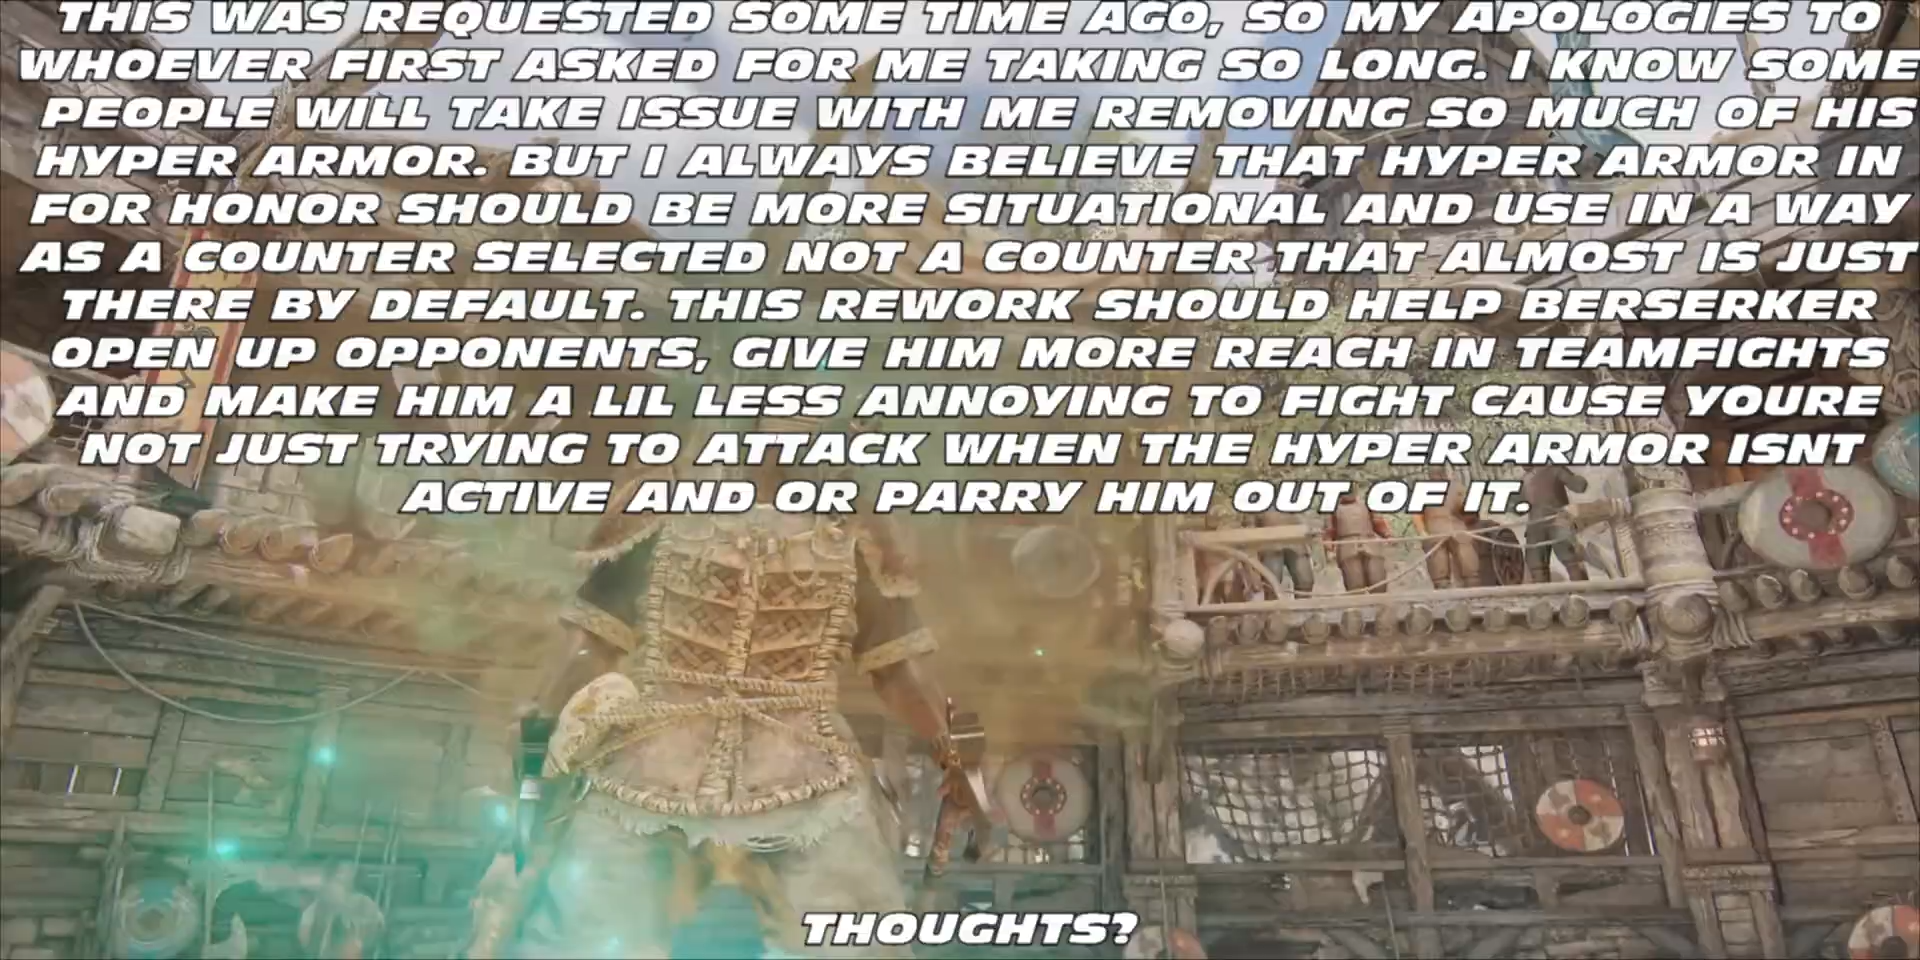 THIS WAS REQUESTED SOME TIME AGO, SO MY APOLOGIES TO
WHOEVER FIRST ASKED FOR ME TAKING SO LONG. I KNOW SOME
PEOPLE WILL TAKE ISSUE WITH ME REMOVING SO MUCH OF HIS
HYPER ARMOR. BUT I ALWAYS BELIEVE THAT HYPER ARMOR IN
FOR HONOR SHOULD BE MORE SITUATIONAL AND USE IN A WAY
AS A COUNTER SELECTED NOT A COUNTER THAT ALMOST IS JUST
THERE BY DEFAULT. THIS REWORK SHOULD HELP BERSERKER
OPEN UP OPPONENTS, GIVE HIM MORE REACH IN TEAMFIGHTS
AND MAKE HIM A LIL LESS ANNOYING TO FIGHT CAUSE YOURE
NOT JUST TRYING TO ATTACK WHEN THE HYPER ARMOR ISNT
ACTIVE AND OR PARRY HIM OUT OF IT.
THOUGHTS?